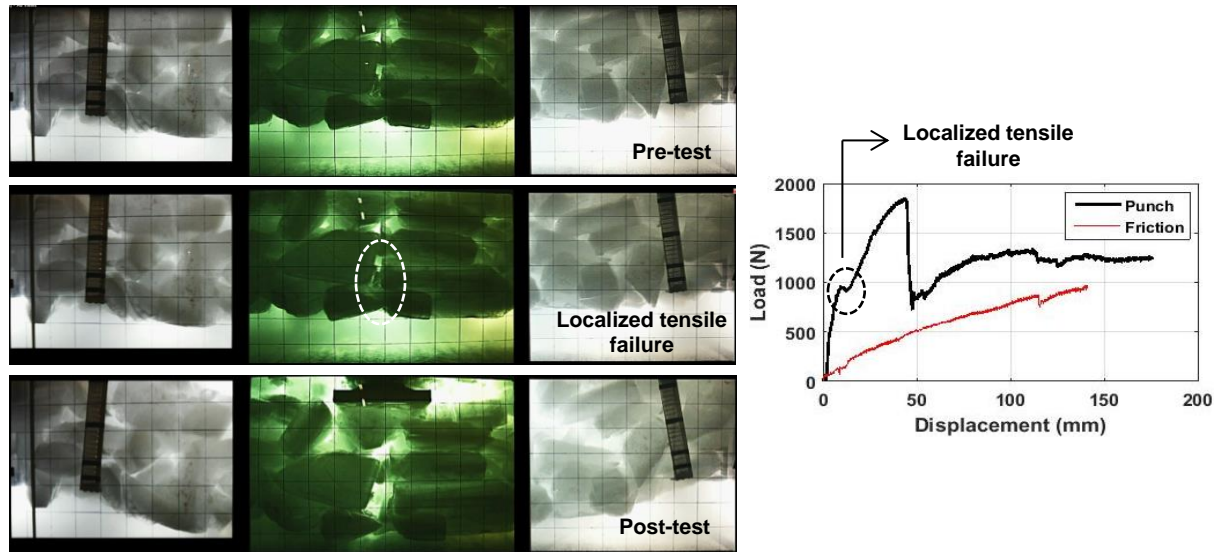 Pre-test
Localized tensile
failure
Post-test
Localized tensile
failure
2000
1500
1000
500
0
Load (N)
Punch
Friction
0
50
100
150
200
Displacement (mm)